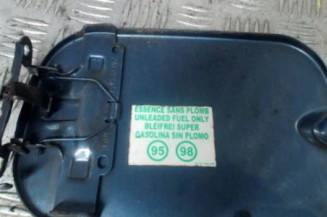 ESSENCE SANS PLOMB
UNLEADED FUEL ONLY
BLEIFREI SUPER
GASOLINA SIN PLOMO
95 98